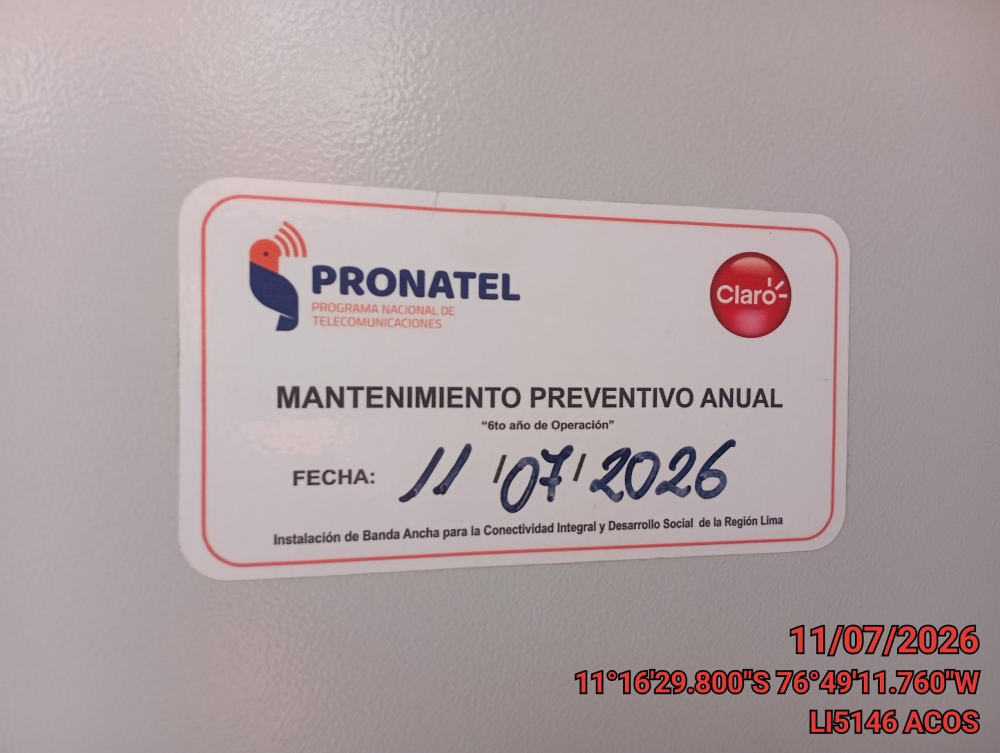 PRONATEL
PROGRAMA NACIONAL DE
TELECOMUNICACIONES
Claro
MANTENIMIENTO PREVENTIVO ANUAL
“6to año de Operación”
FECHA: 11 /07/ 2026
Instalación de Banda Ancha para la Conectividad Integral y Desarrollo Social de la Región Lima
11/07/2026
11°16'29.800"S 76°49'11.760"W
LI5146 ACOS